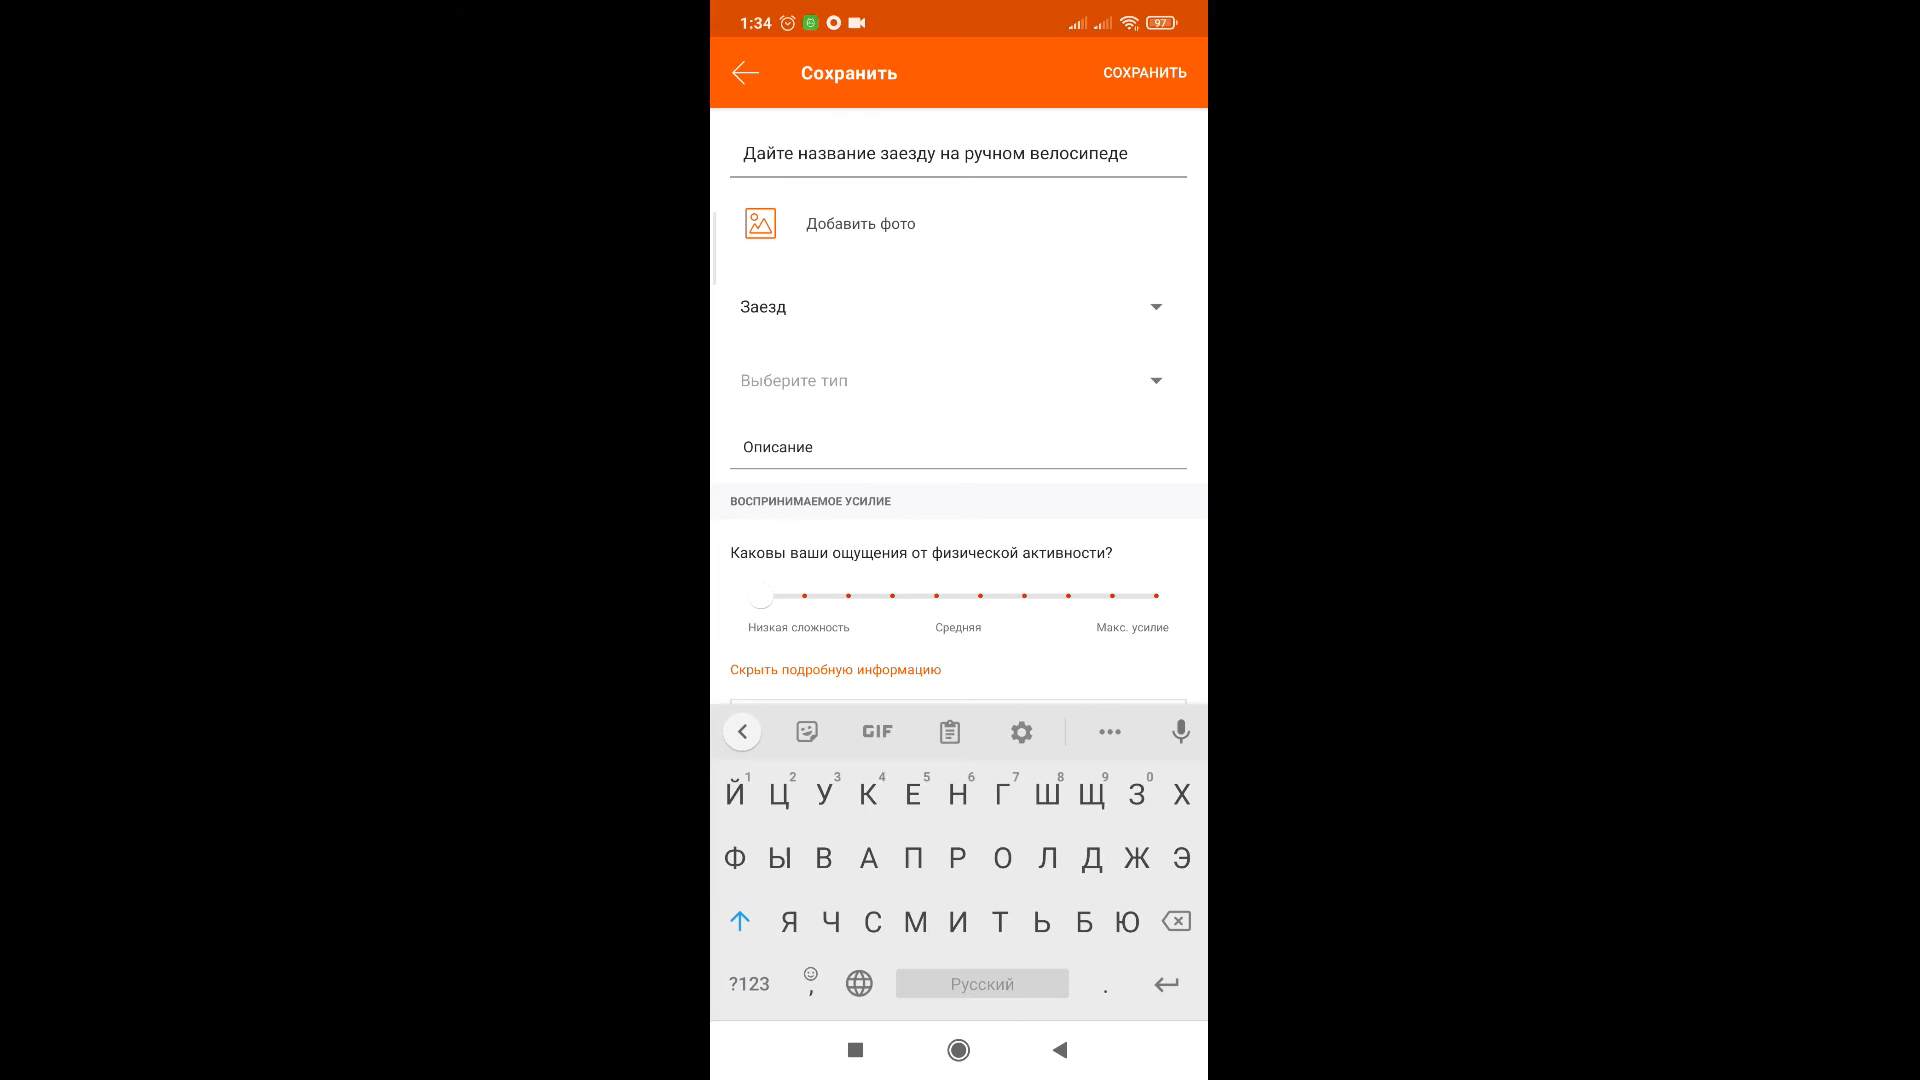 1:34 97
Сохранить СОХРАНИТЬ
Дайте название заезду на ручном велосипеде
Добавить фото
Заезд
Выберите тип
Описание
ВОСПРИНИМАЕМОЕ УСИЛИЕ
Каковы ваши ощущения от физической активности?
Низкая сложность Средняя Макс. усилие
Скрыть подробную информацию
GIF
1 2 3 4 5 6 7 8 9 0
Й Ц У К Е Н Г Ш Щ З Х
Ф Ы В А П Р О Л Д Ж Э
Я Ч С М И Т Ь Б Ю
?123 , Русский .